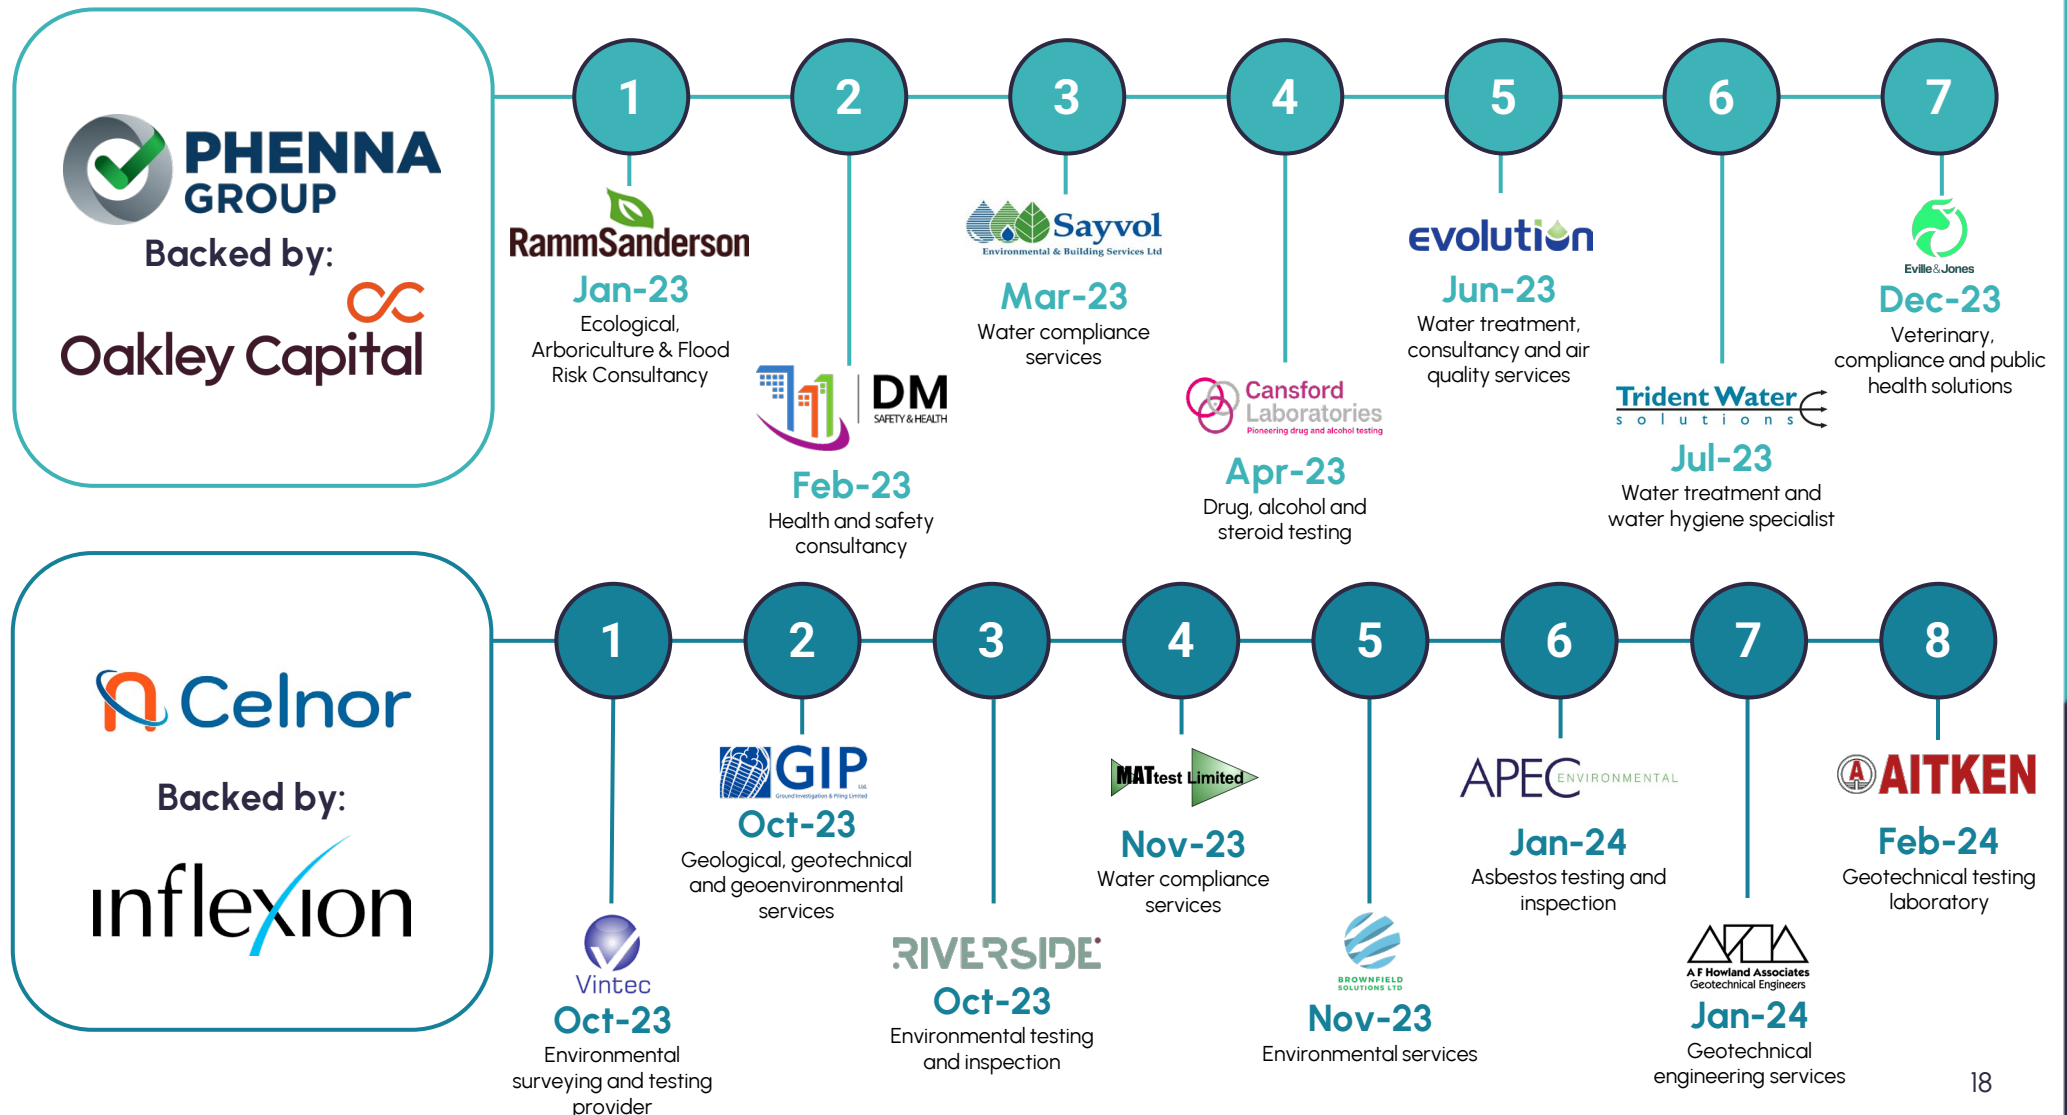 PHENNA
GROUP
Backed by:
Oakley Capital
1
2
3
4
5
6
7
RammSanderson
Jan-23
Ecological,
Arboriculture & Flood
Risk Consultancy
DM
SAFETY & HEALTH
Feb-23
Health and safety
consultancy
Sayvol
Environmental & Building Services Ltd
Mar-23
Water compliance
services
Cansford
Laboratories
Pioneering drug and alcohol testing
Apr-23
Drug, alcohol and
steroid testing
evolution
Jun-23
Water treatment,
consultancy and air
quality services
Trident Water
solutions
Jul-23
Water treatment and
water hygiene specialist
Eville & Jones
Dec-23
Veterinary,
compliance and public
health solutions
Celnor
Backed by:
inflexion
1
2
3
4
5
6
7
8
Vintec
Oct-23
Environmental
surveying and testing
provider
GIP
Ltd.
Ground Investigation & Piling Limited
Oct-23
Geological, geotechnical
and geoenvironmental
services
RIVERSIDE
Oct-23
Environmental testing
and inspection
MATtest Limited
Nov-23
Water compliance
services
BROWNFIELD
SOLUTIONS LTD
Nov-23
Environmental services
APEC ENVIRONMENTAL
Jan-24
Asbestos testing and
inspection
A F Howland Associates
Geotechnical Engineers
Jan-24
Geotechnical
engineering services
A AITKEN
Feb-24
Geotechnical testing
laboratory
18